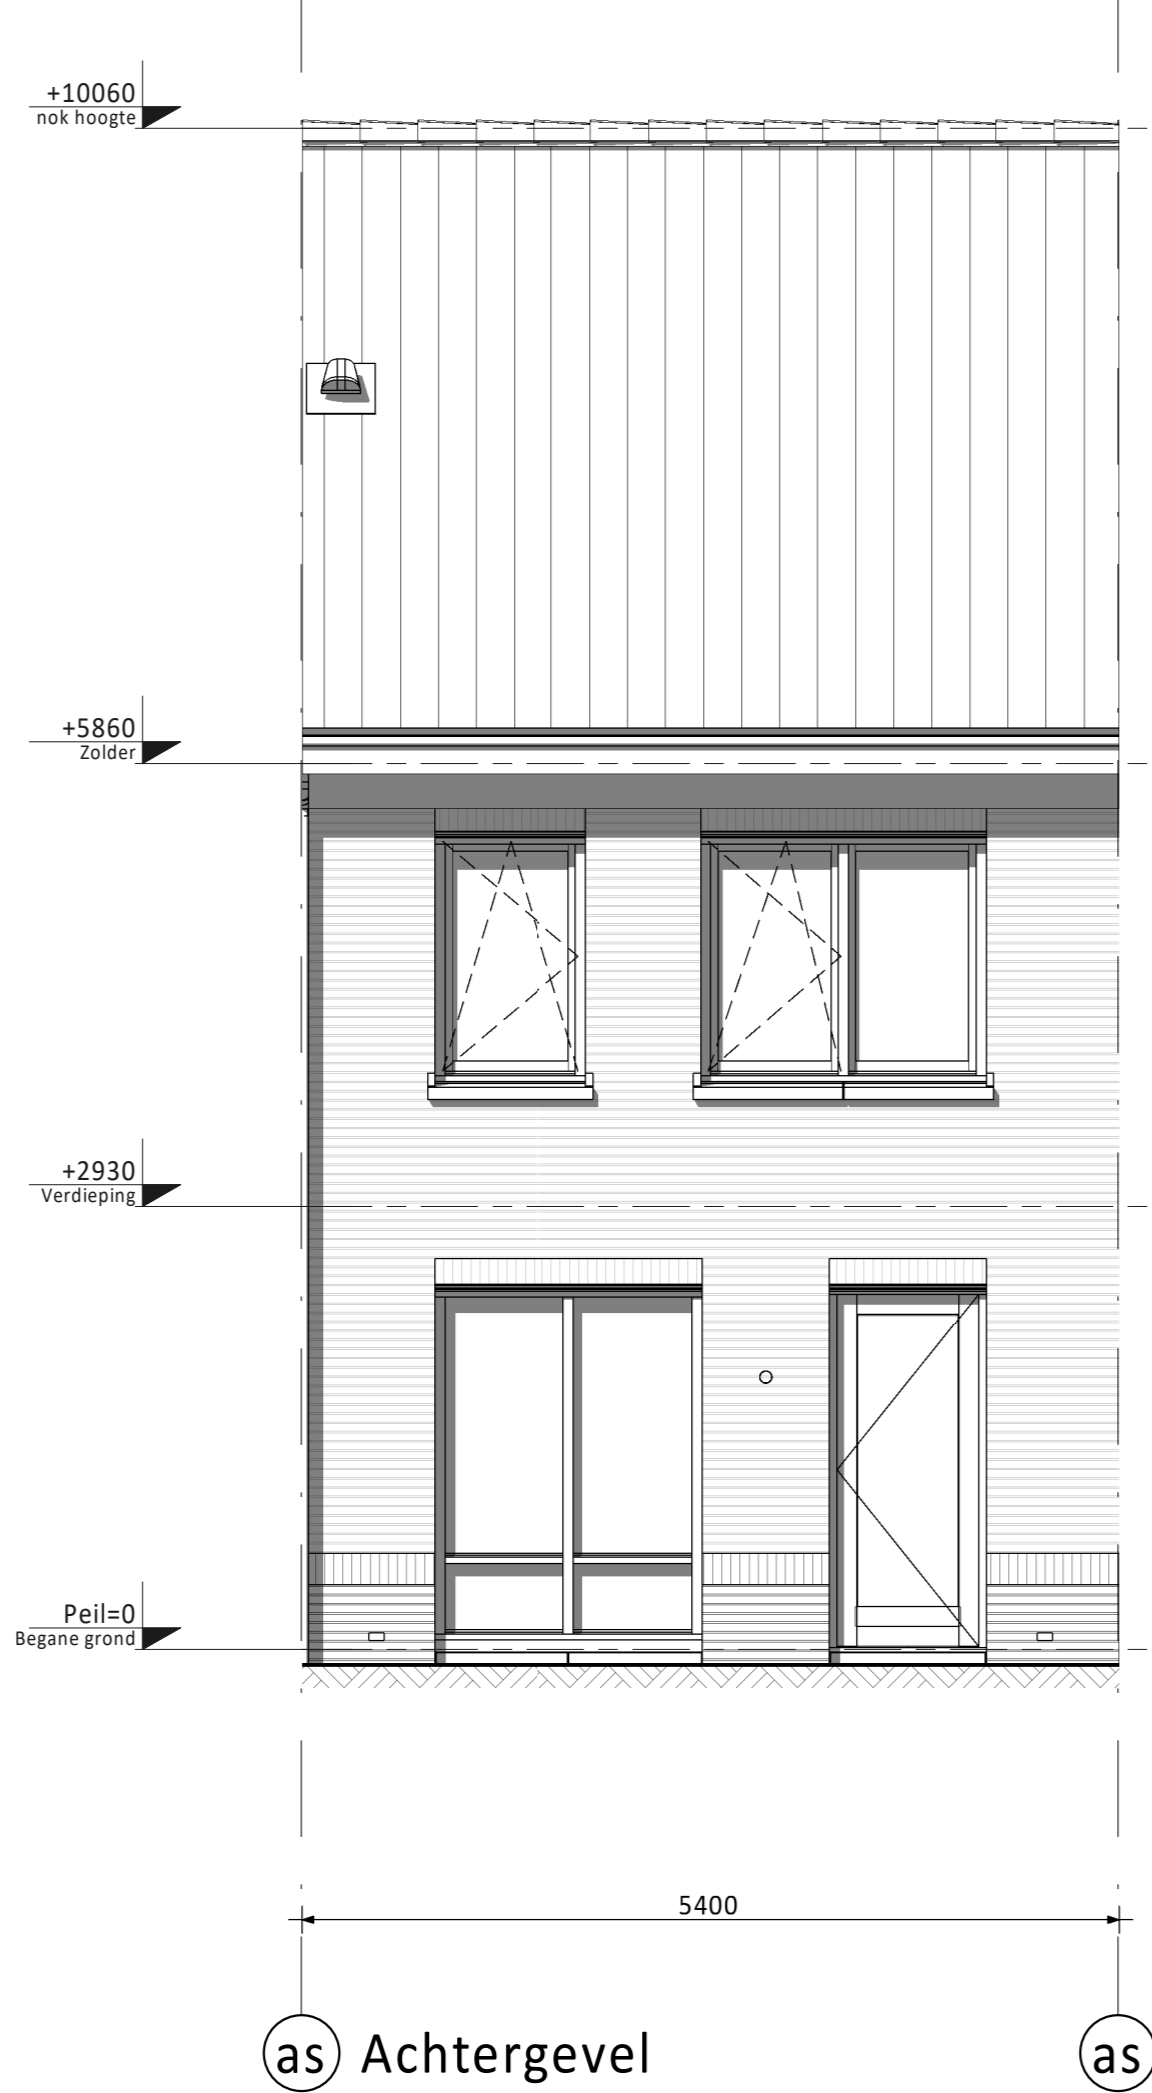 +10060
nok hoogte
+5860
Zolder
+2930
Verdieping
Peil=0
Begane grond
5400
as Achtergevel as